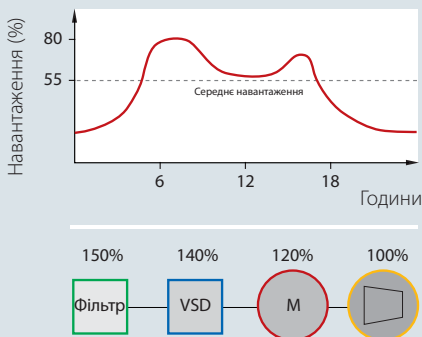 Навантаження (%)
80
55
Середнє навантаження
6 12 18
Години
150% 140% 120% 100%
Фільтр VSD M